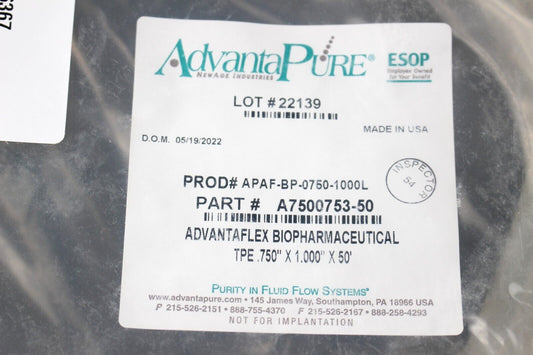 6367
ADVANTAPURE®
NEWAGE INDUSTRIES
ESOP
Employee Owned
for Your Benefit
LOT #22139
MADE IN USA
D.O.M. 05/19/2022
INSPECTOR
54
PROD# APAF-BP-0750-1000L
PART # A7500753-50
ADVANTAFLEX BIOPHARMACEUTICAL
TPE .750" X 1.000" X 50'
PURITY IN FLUID FLOW SYSTEMS®
www.advantapure.com • 145 James Way, Southampton, PA 18966 USA
P 215-526-2151 • 888-755-4370 F 215-526-2167 • 888-258-4293
NOT FOR IMPLANTATION